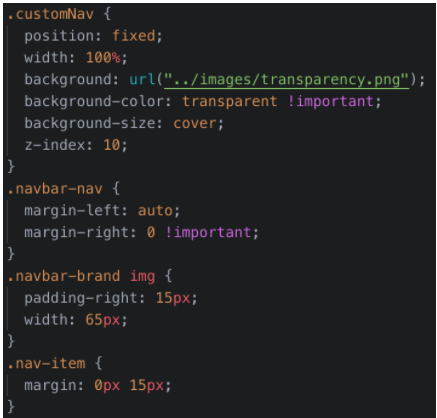 .customNav {
  position: fixed;
  width: 100%;
  background: url("../images/transparency.png");
  background-color: transparent !important;
  background-size: cover;
  z-index: 10;
}
.navbar-nav {
  margin-left: auto;
  margin-right: 0 !important;
}
.navbar-brand img {
  padding-right: 15px;
  width: 65px;
}
.nav-item {
  margin: 0px 15px;
}